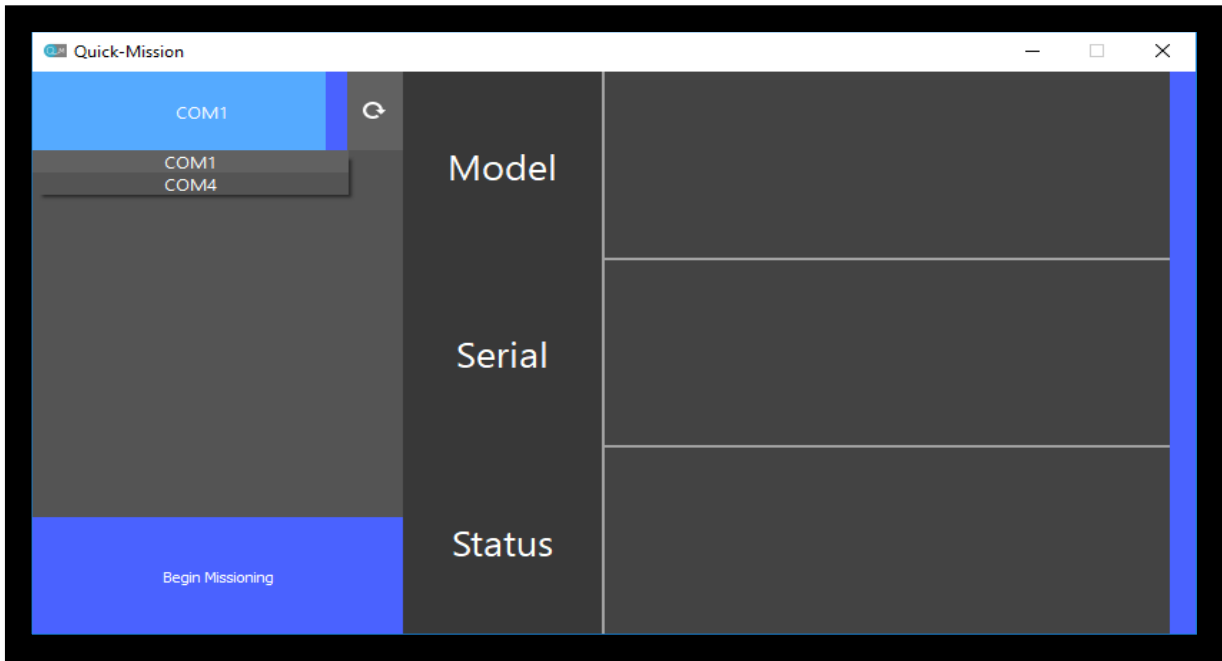 Quick-Mission
COM1
COM1
COM4
Begin Missioning
Model
Serial
Status